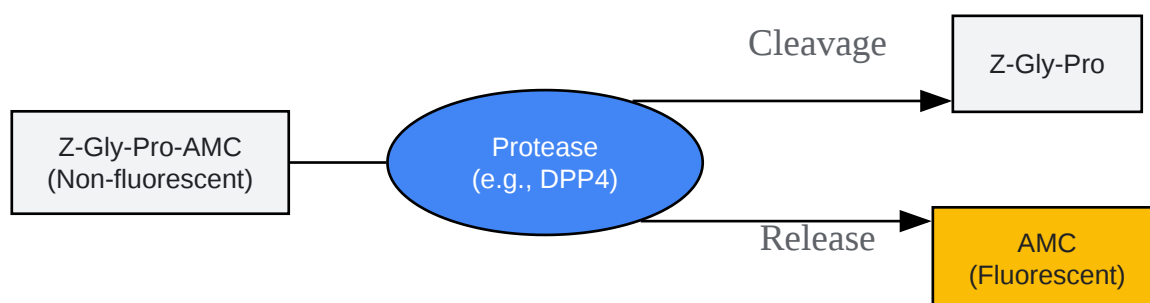 Z-Gly-Pro-AMC
(Non-fluorescent)
Protease
(e.g., DPP4)
Cleavage
Z-Gly-Pro
Release
AMC
(Fluorescent)